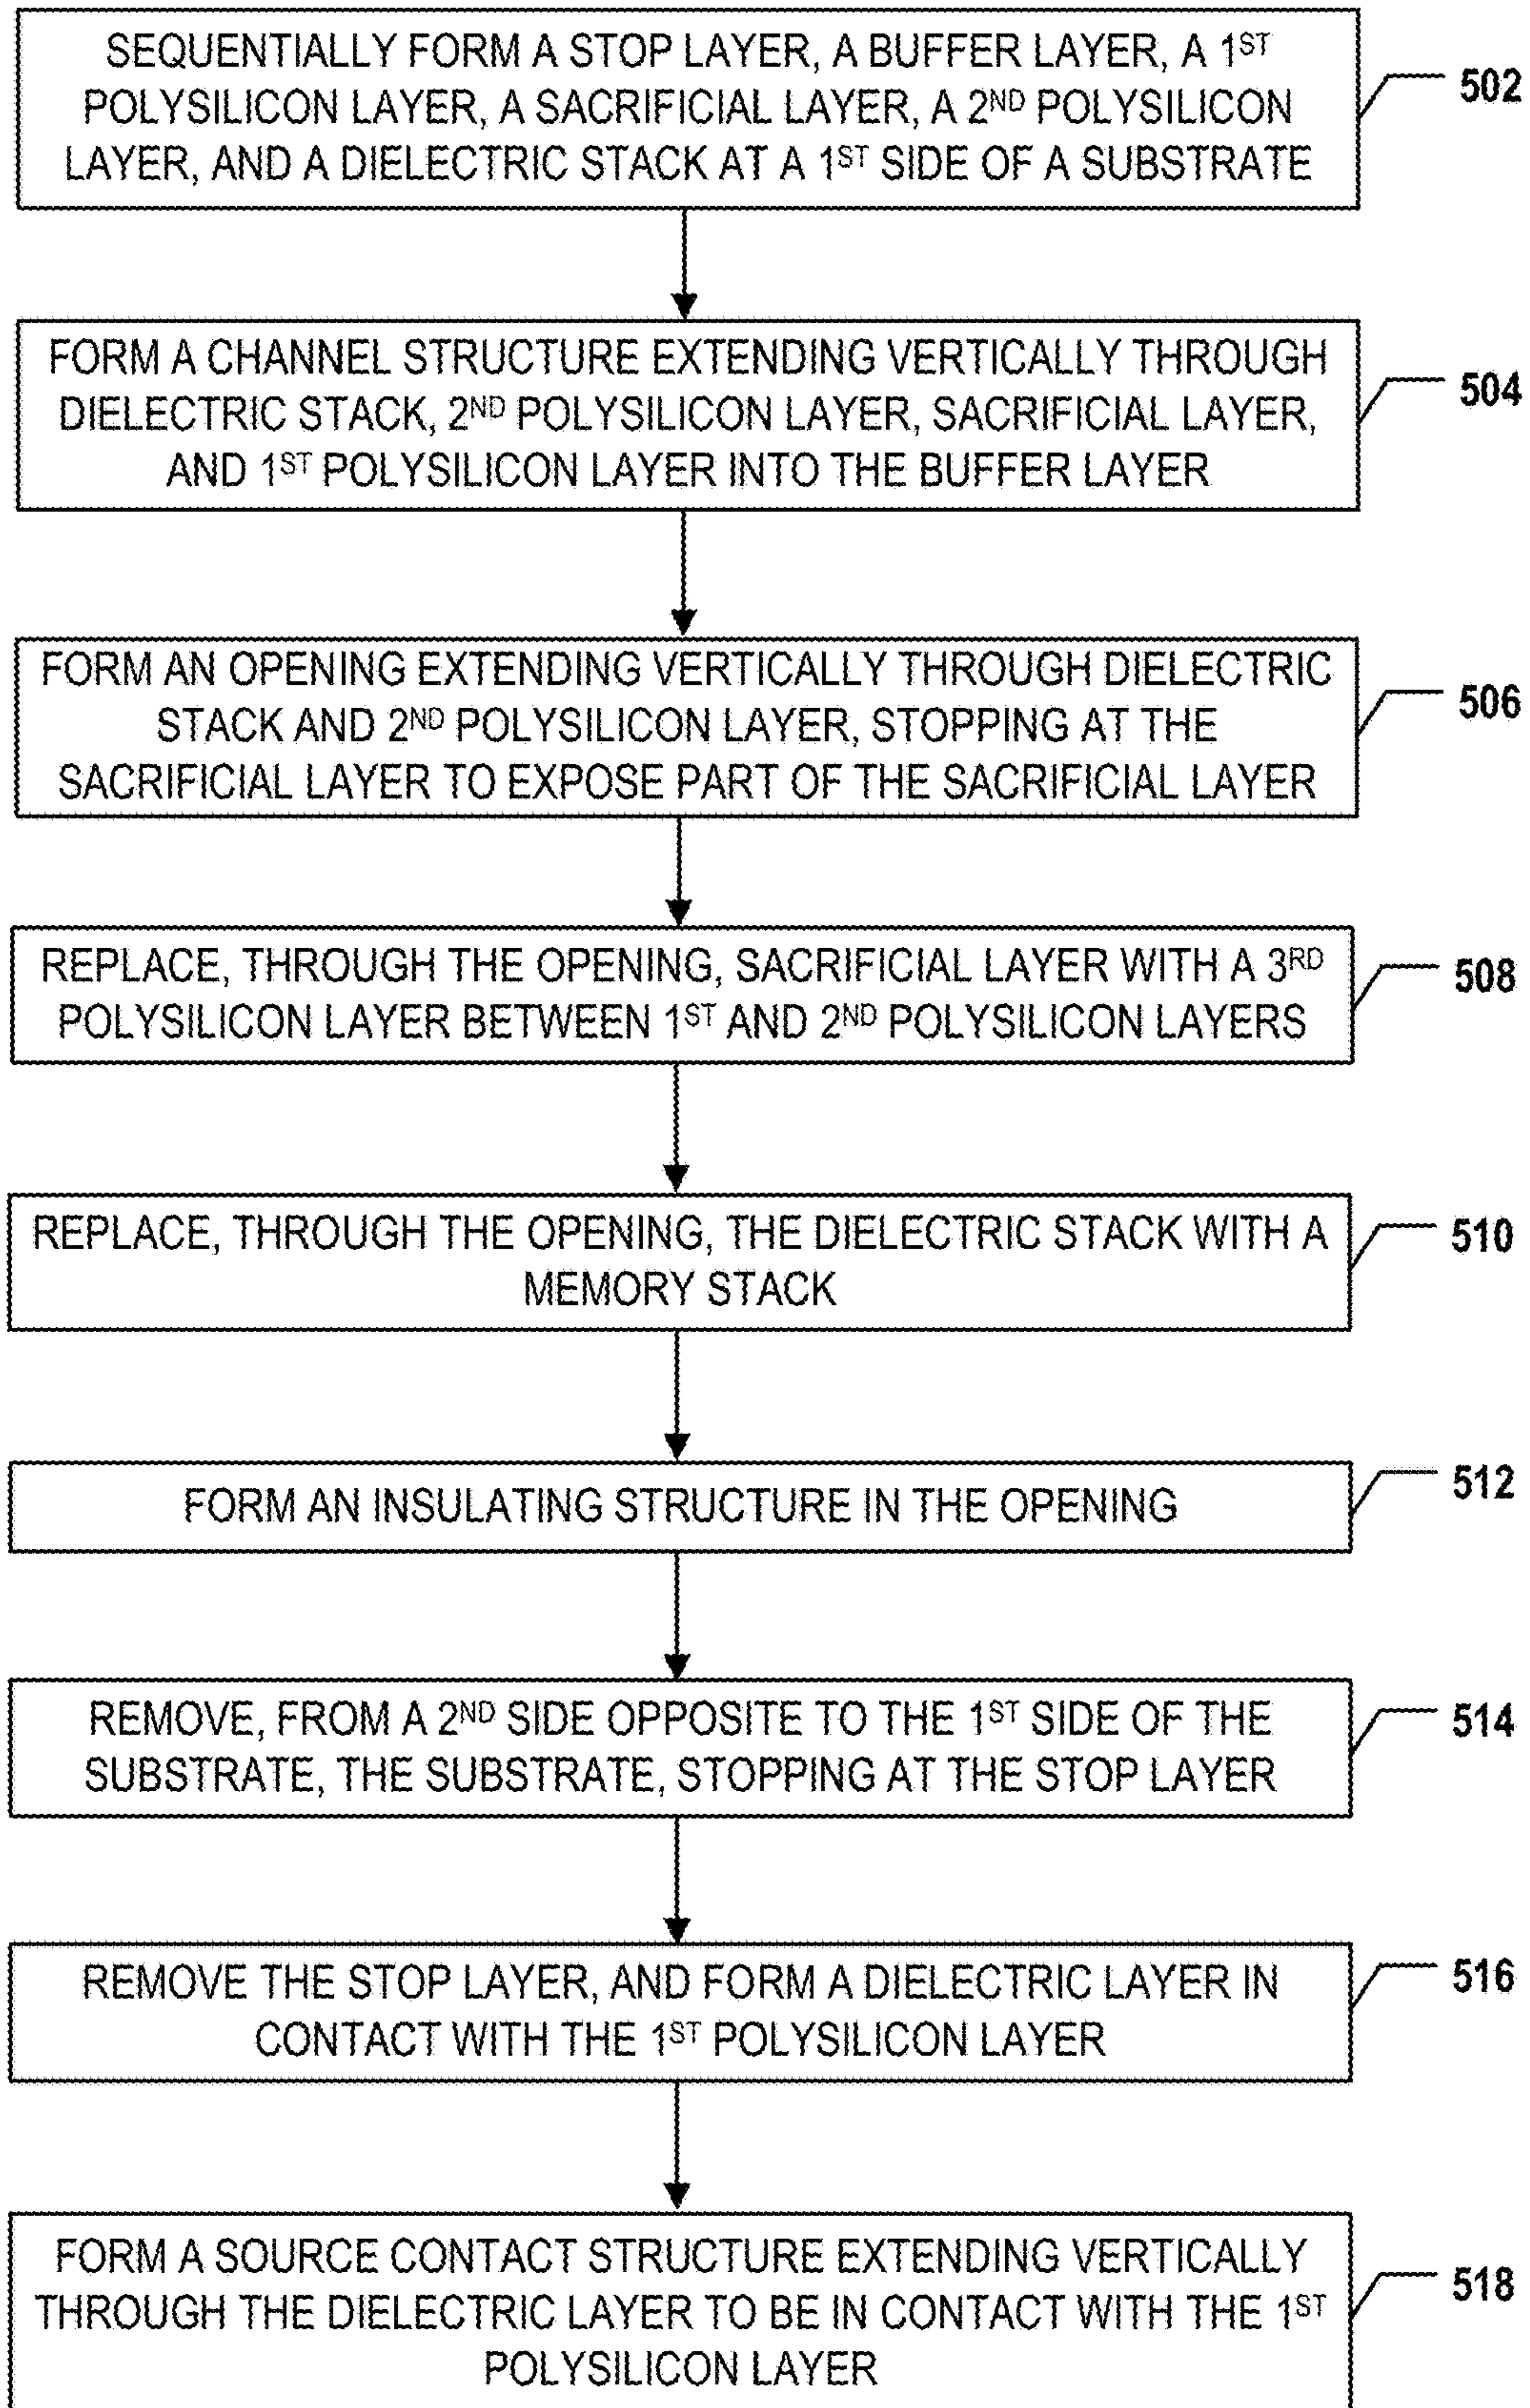 SEQUENTIALLY FORM A STOP LAYER, A BUFFER LAYER, A 1ST
POLYSILICON LAYER, A SACRIFICIAL LAYER, A 2ND POLYSILICON
LAYER, AND A DIELECTRIC STACK AT A 1ST SIDE OF A SUBSTRATE
502
FORM A CHANNEL STRUCTURE EXTENDING VERTICALLY THROUGH
DIELECTRIC STACK, 2ND POLYSILICON LAYER, SACRIFICIAL LAYER,
AND 1ST POLYSILICON LAYER INTO THE BUFFER LAYER
504
FORM AN OPENING EXTENDING VERTICALLY THROUGH DIELECTRIC
STACK AND 2ND POLYSILICON LAYER, STOPPING AT THE
SACRIFICIAL LAYER TO EXPOSE PART OF THE SACRIFICIAL LAYER
506
REPLACE, THROUGH THE OPENING, SACRIFICIAL LAYER WITH A 3RD
POLYSILICON LAYER BETWEEN 1ST AND 2ND POLYSILICON LAYERS
508
REPLACE, THROUGH THE OPENING, THE DIELECTRIC STACK WITH A
MEMORY STACK
510
FORM AN INSULATING STRUCTURE IN THE OPENING
512
REMOVE, FROM A 2ND SIDE OPPOSITE TO THE 1ST SIDE OF THE
SUBSTRATE, THE SUBSTRATE, STOPPING AT THE STOP LAYER
514
REMOVE THE STOP LAYER, AND FORM A DIELECTRIC LAYER IN
CONTACT WITH THE 1ST POLYSILICON LAYER
516
FORM A SOURCE CONTACT STRUCTURE EXTENDING VERTICALLY
THROUGH THE DIELECTRIC LAYER TO BE IN CONTACT WITH THE 1ST
POLYSILICON LAYER
518